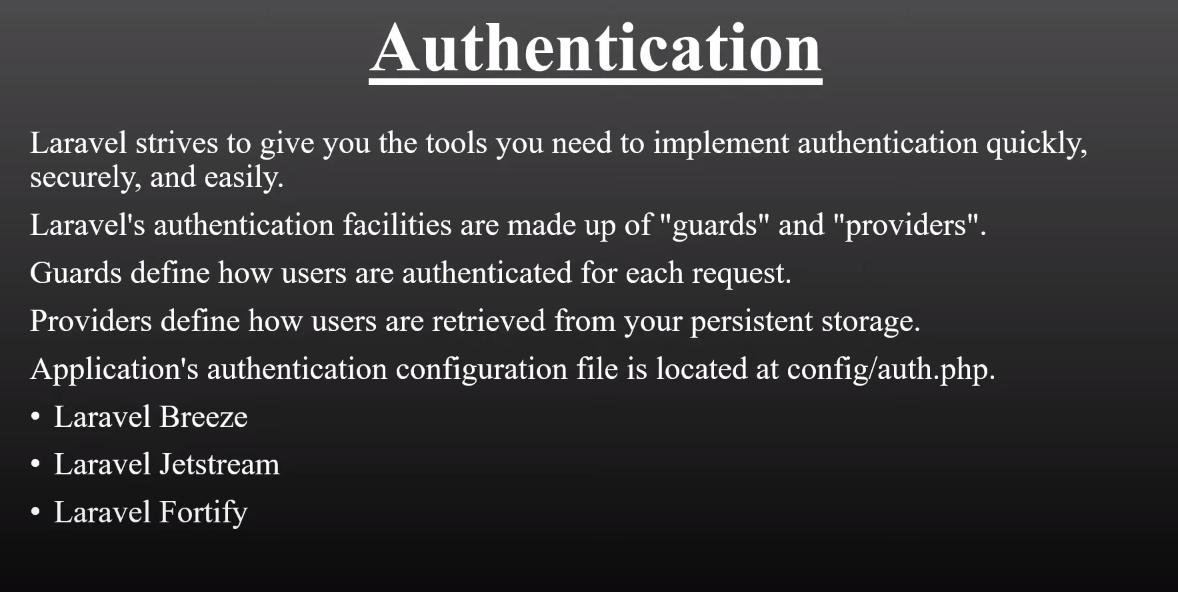 Authentication
Laravel strives to give you the tools you need to implement authentication quickly,
securely, and easily.
Laravel's authentication facilities are made up of "guards" and "providers".
Guards define how users are authenticated for each request.
Providers define how users are retrieved from your persistent storage.
Application's authentication configuration file is located at config/auth.php.
• Laravel Breeze
• Laravel Jetstream
• Laravel Fortify